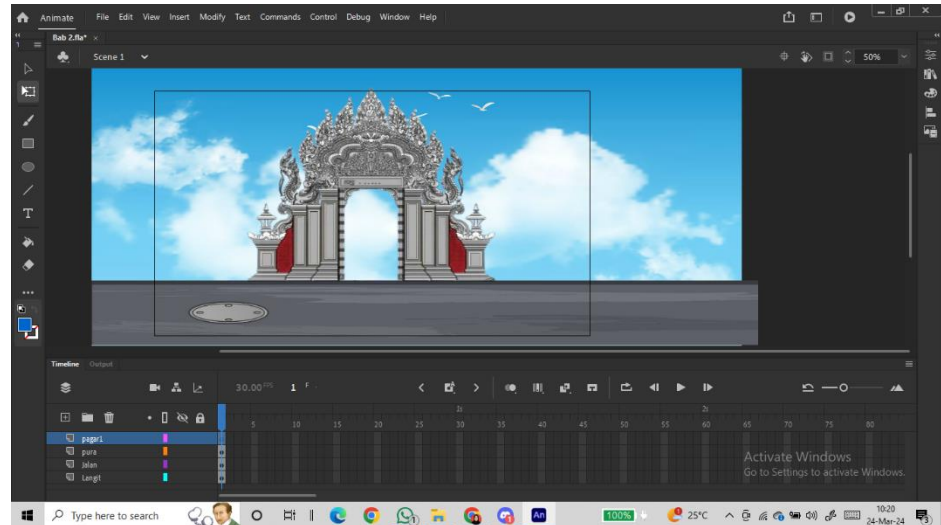 Animate File Edit View Insert Modify Text Commands Control Debug Window Help
Bab 2.fla* ×
Scene 1 50%
Timeline Output
30.00 FPS 1 F
1s 2s
5 10 15 20 25 30 35 40 45 50 55 60 65 70 75 80
pagar1
pura
Jalan
Langit
Activate Windows
Go to Settings to activate Windows.
Type here to search 100% 25°C 10:20
24-Mar-24